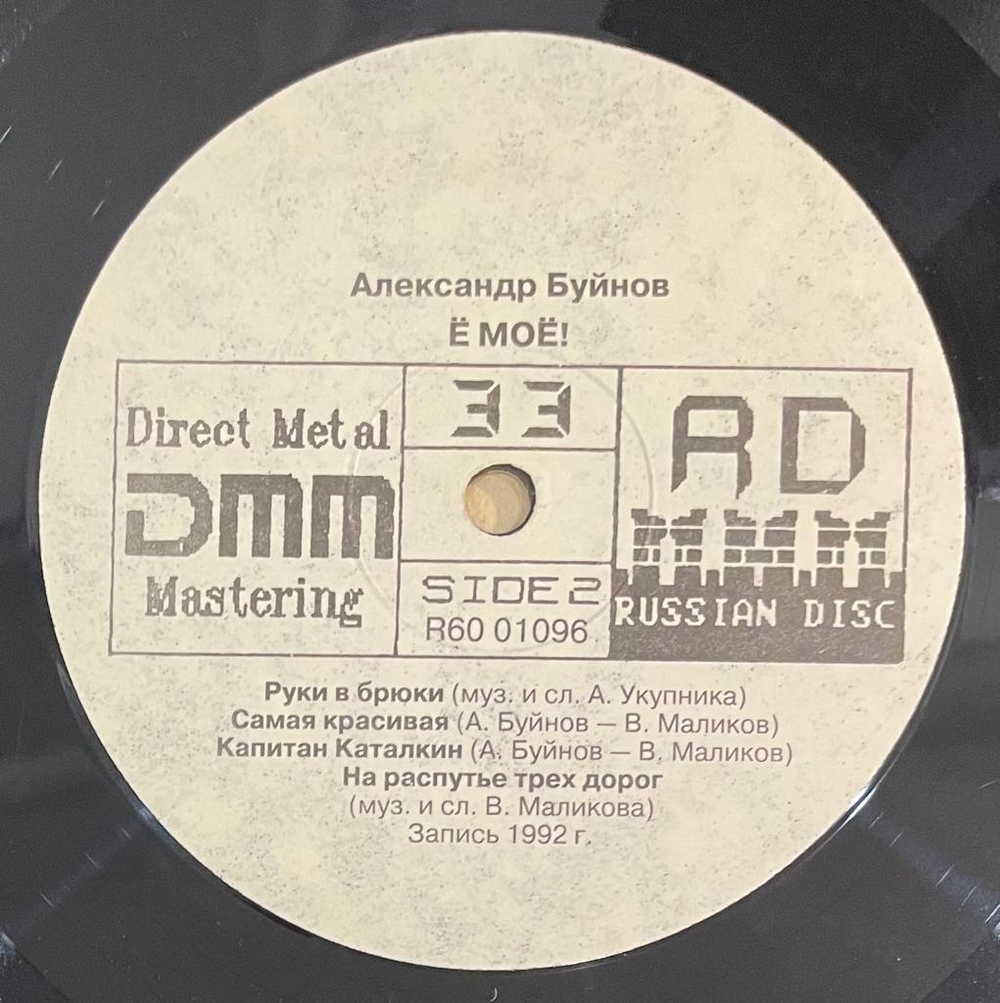 Александр Буйнов
Ё МОЁ!
Direct Metal
DMM
Mastering
33
SIDE 2
R60 01096
RD
RUSSIAN DISC
Руки в брюки (муз. и сл. А. Укупника)
Самая красивая (А. Буйнов — В. Маликов)
Капитан Каталкин (А. Буйнов — В. Маликов)
На распутье трех дорог
(муз. и сл. В. Маликова)
Запись 1992 г.